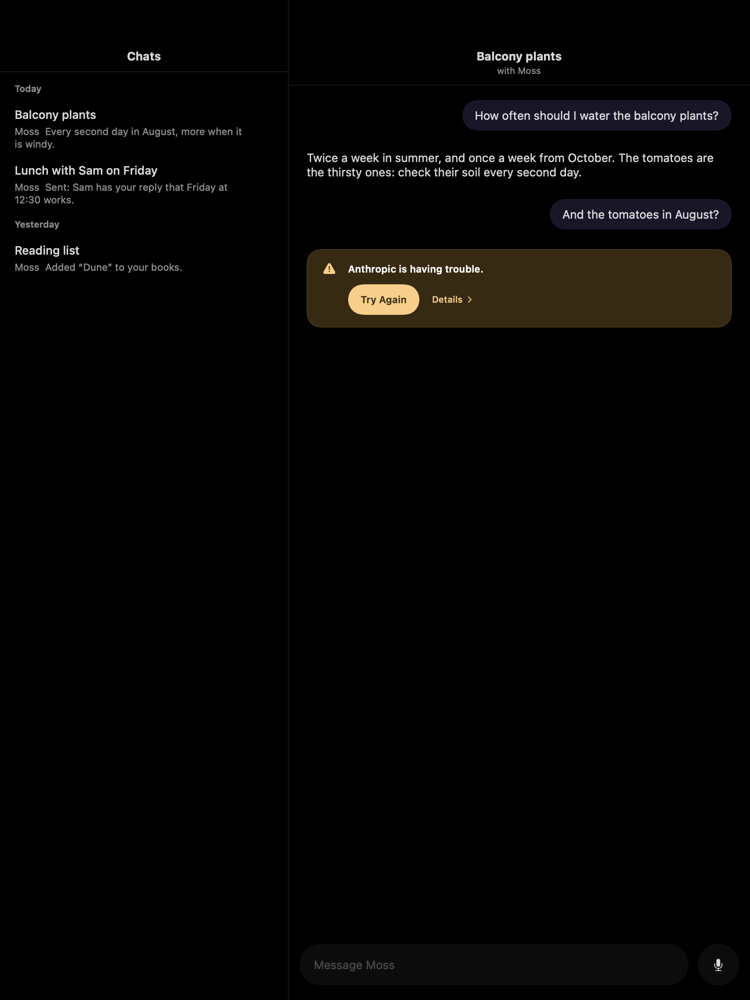 Chats
Today
Balcony plants
Moss Every second day in August, more when it
is windy.
Lunch with Sam on Friday
Moss Sent: Sam has your reply that Friday at
12:30 works.
Yesterday
Reading list
Moss Added “Dune” to your books.
Balcony plants
with Moss
How often should I water the balcony plants?
Twice a week in summer, and once a week from October. The tomatoes are
the thirsty ones: check their soil every second day.
And the tomatoes in August?
Anthropic is having trouble.
Try Again
Details
Message Moss